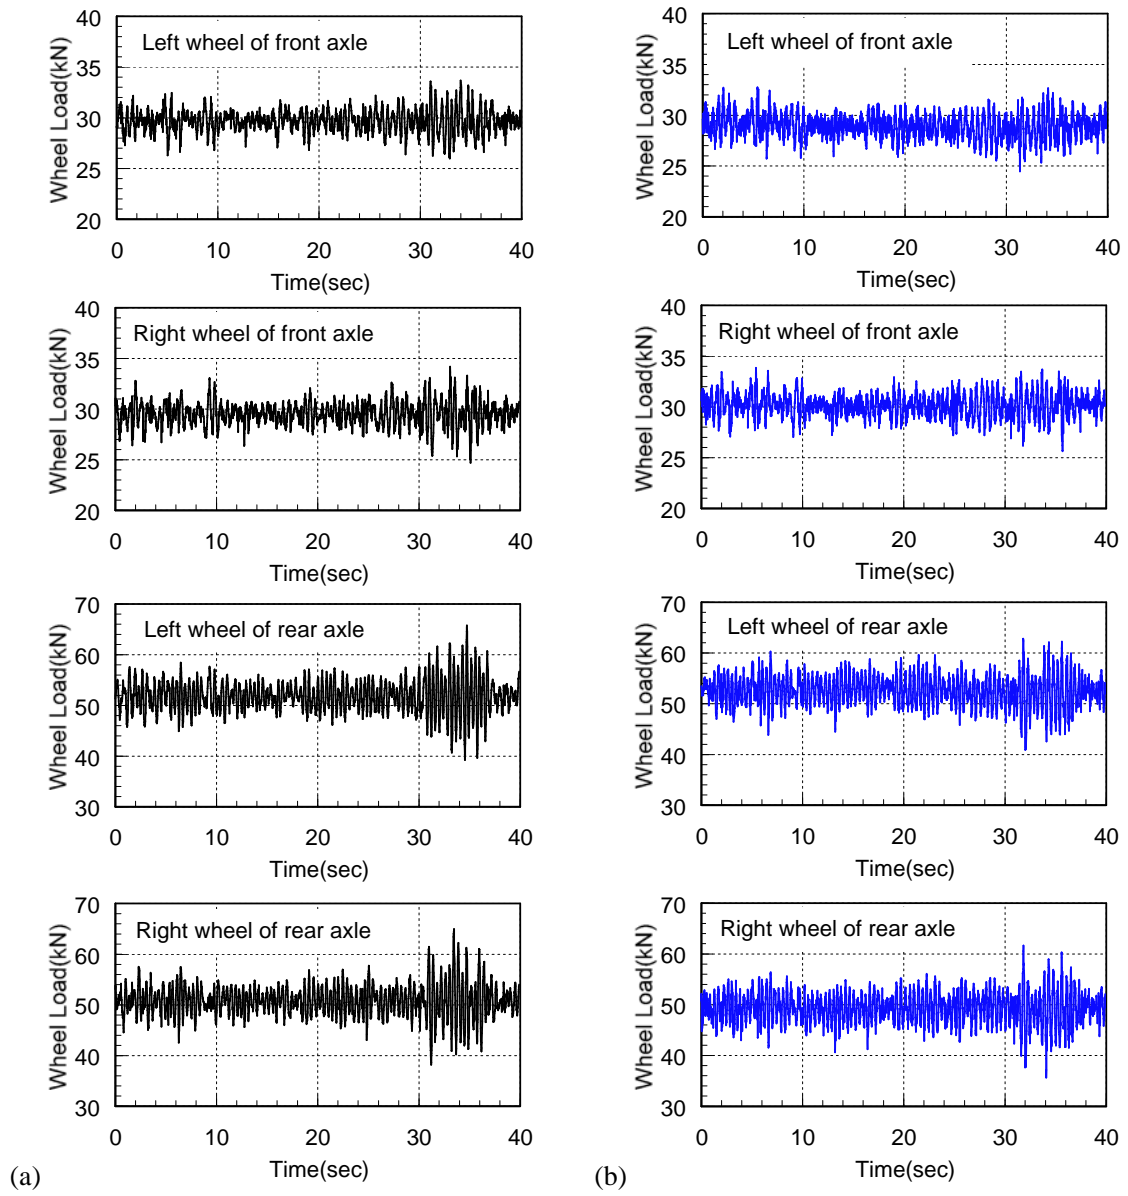 Left wheel of front axle
Wheel Load(kN)
40
35
30
25
20
0 10 20 30 40
Time(sec)
Right wheel of front axle
Wheel Load(kN)
40
35
30
25
20
0 10 20 30 40
Time(sec)
Left wheel of rear axle
Wheel Load(kN)
70
60
50
40
30
0 10 20 30 40
Time(sec)
Right wheel of rear axle
Wheel Load(kN)
70
60
50
40
30
0 10 20 30 40
Time(sec)
(a)
Left wheel of front axle
Wheel Load(kN)
40
35
30
25
20
0 10 20 30 40
Time(sec)
Right wheel of front axle
Wheel Load(kN)
40
35
30
25
20
0 10 20 30 40
Time(sec)
Left wheel of rear axle
Wheel Load(kN)
70
60
50
40
30
0 10 20 30 40
Time(sec)
Right wheel of rear axle
Wheel Load(kN)
70
60
50
40
30
0 10 20 30 40
Time(sec)
(b)